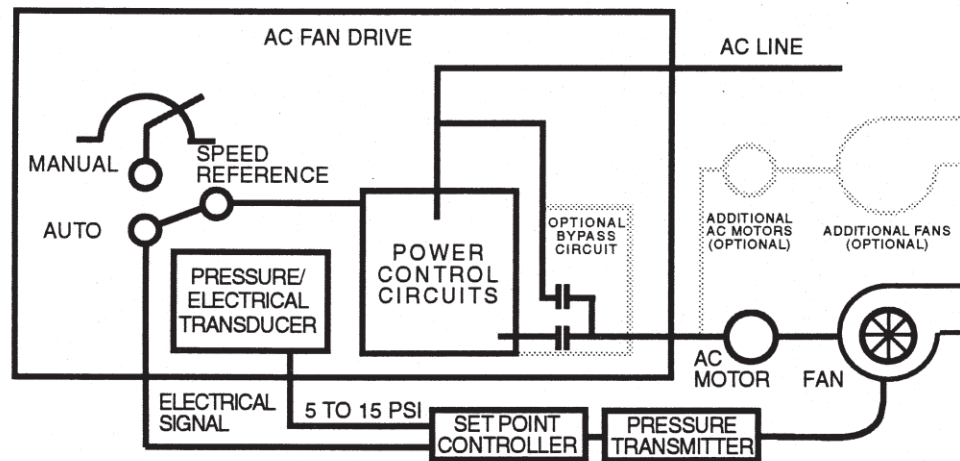 AC FAN DRIVE
AC LINE
MANUAL
SPEED
REFERENCE
AUTO
PRESSURE/
ELECTRICAL
TRANSDUCER
POWER
CONTROL
CIRCUITS
OPTIONAL
BYPASS
CIRCUIT
ADDITIONAL
AC MOTORS
(OPTIONAL)
ADDITIONAL FANS
(OPTIONAL)
AC
MOTOR
FAN
ELECTRICAL
SIGNAL
5 TO 15 PSI
SET POINT
CONTROLLER
PRESSURE
TRANSMITTER